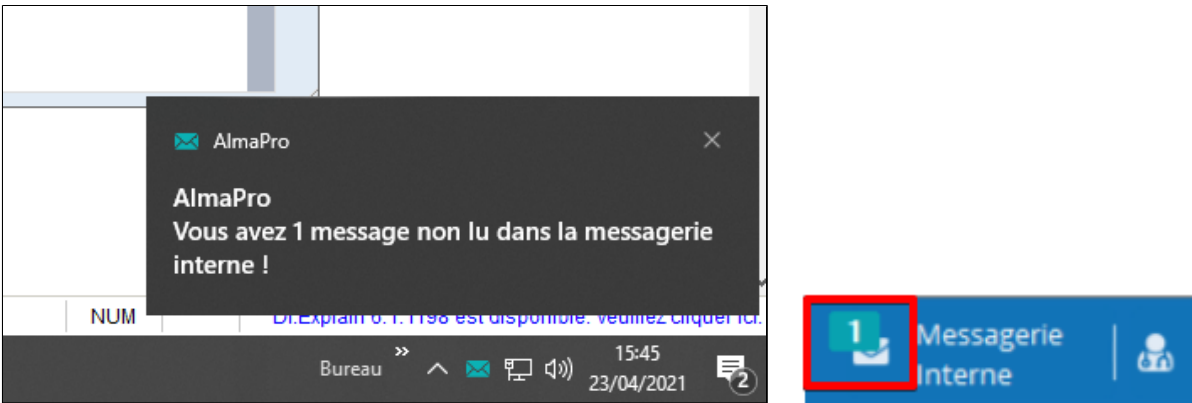 AlmaPro
AlmaPro
Vous avez 1 message non lu dans la messagerie
interne !
NUM
Dr.Explain 6.1.1198 est disponible. Veuillez cliquer ici.
Bureau
»
15:45
23/04/2021
2
1
Messagerie
Interne